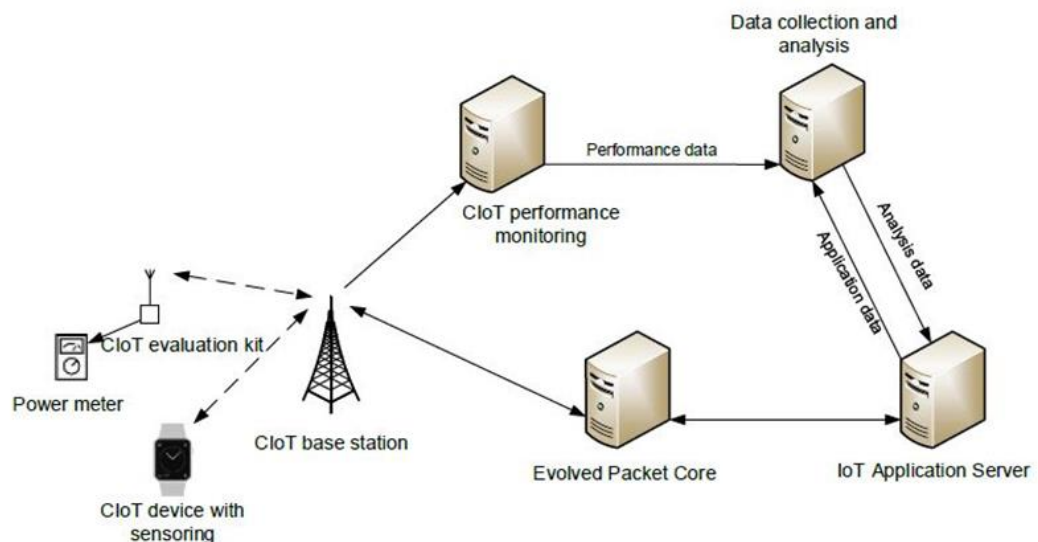 Data collection and
analysis
Performance data
CIoT performance
monitoring
Analysis data
Application data
CIoT evaluation kit
Power meter
CIoT base station
Evolved Packet Core
IoT Application Server
CIoT device with
sensoring